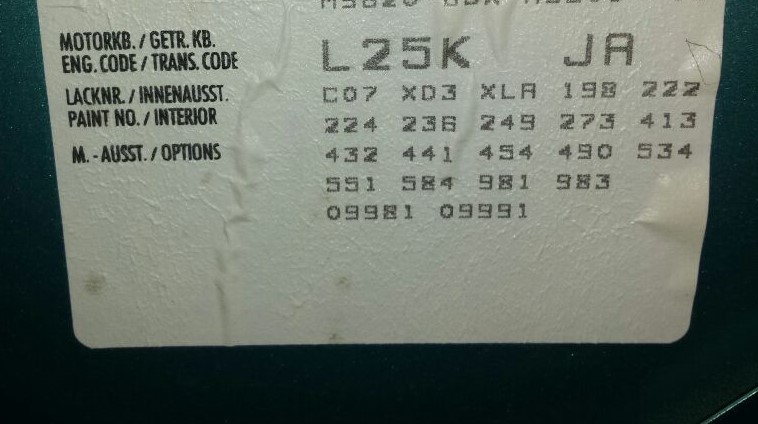 MOTORKB. / GETR. KB.
ENG. CODE / TRANS. CODE L25K JA
LACKNR. / INNENAUSST. C07 XD3 XLA 198 222
PAINT NO. / INTERIOR 224 236 249 273 413
M.-AUSST. / OPTIONS 432 441 454 490 534
551 584 981 983
09981 09991